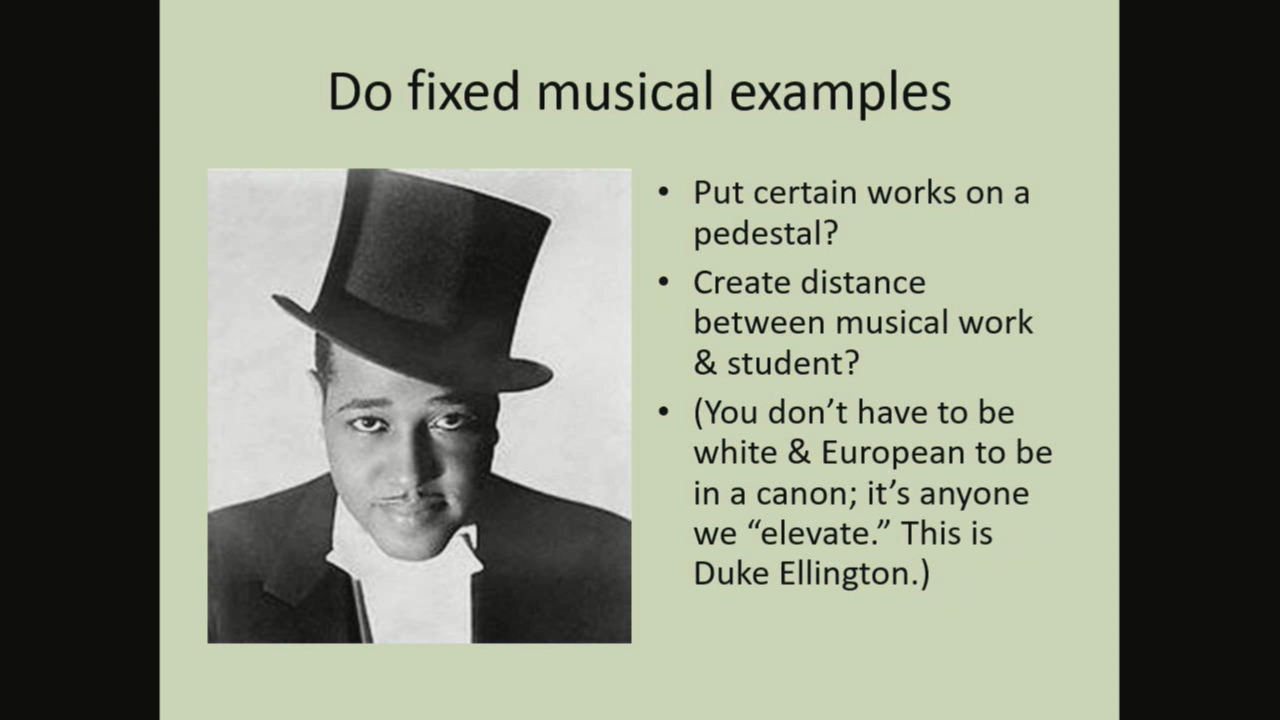 Do fixed musical examples
• Put certain works on a
pedestal?
• Create distance
between musical work
& student?
• (You don’t have to be
white & European to be
in a canon; it’s anyone
we “elevate.” This is
Duke Ellington.)